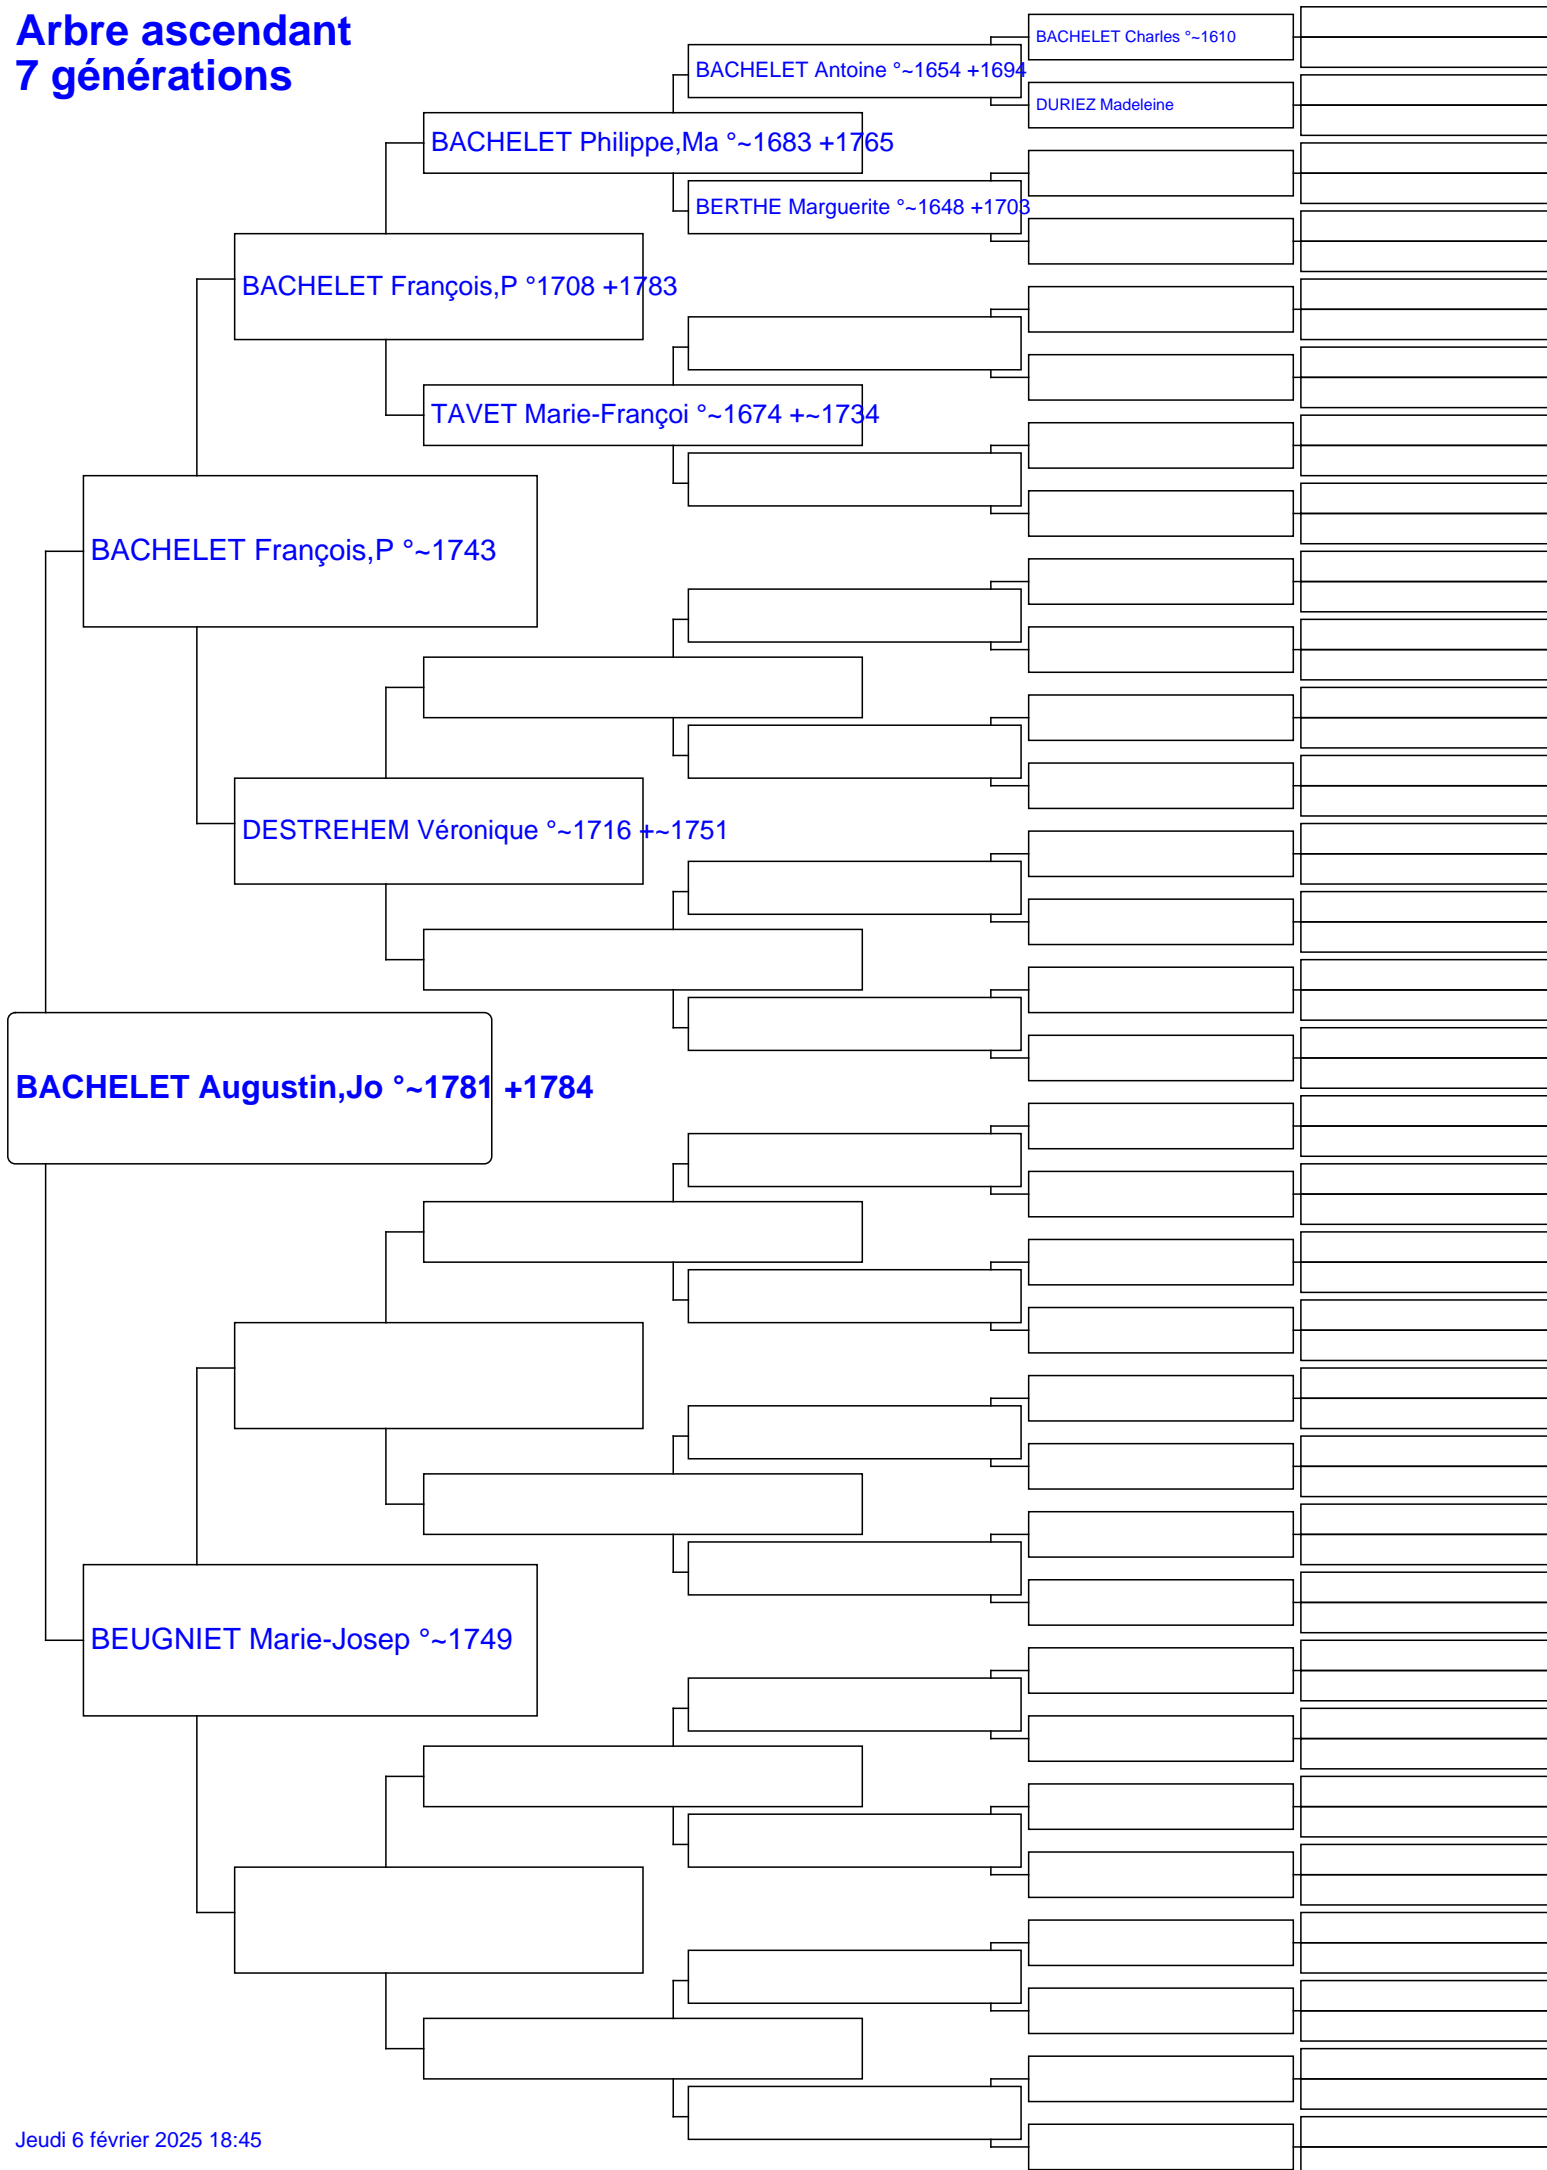 Arbre ascendant
7 générations
BACHELET Charles °~1610
BACHELET Antoine °~1654 +1694
DURIEZ Madeleine
BACHELET Philippe,Ma °~1683 +1765
BERTHE Marguerite °~1648 +1703
BACHELET François,P °1708 +1783
TAVET Marie-Françoi °~1674 +~1734
BACHELET François,P °~1743
DESTREHEM Véronique °~1716 +~1751
BACHELET Augustin,Jo °~1781 +1784
BEUGNIET Marie-Josep °~1749
Jeudi 6 février 2025 18:45